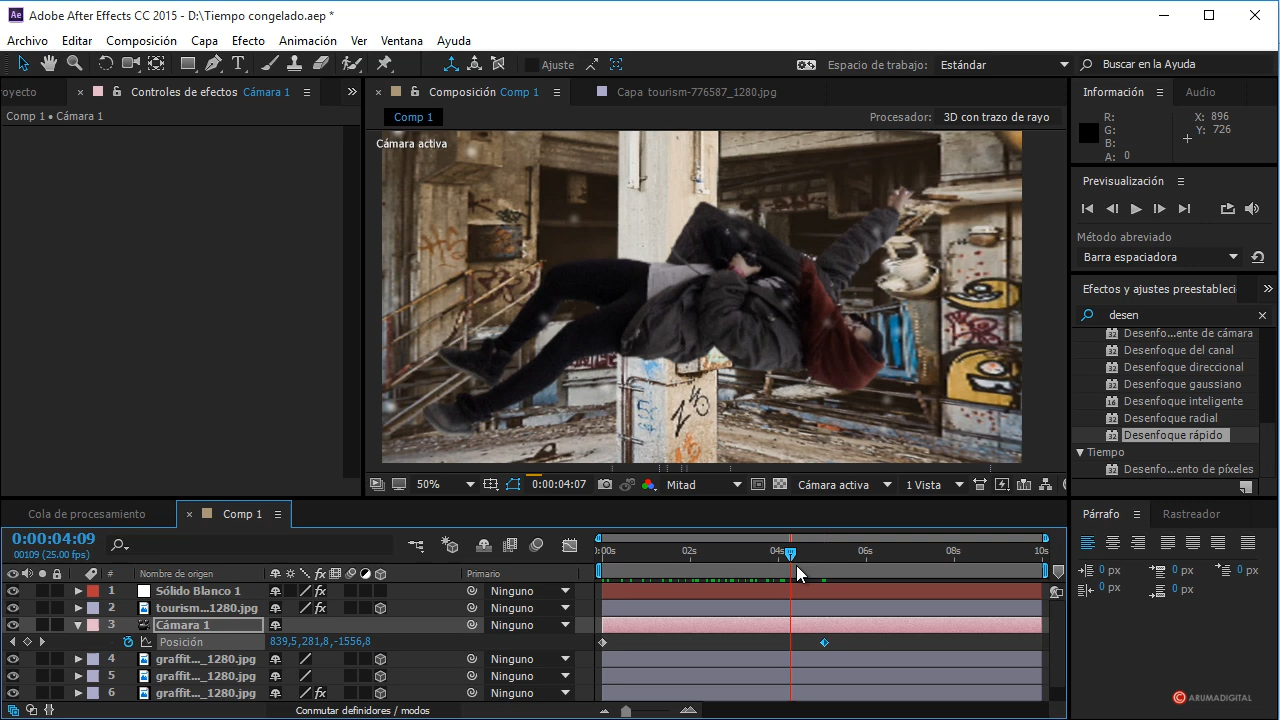 Adobe After Effects CC 2015 - D:\Tiempo congelado.aep *
Archivo Editar Composición Capa Efecto Animación Ver Ventana Ayuda
Ajuste
Espacio de trabajo: Estándar
Buscar en la Ayuda
royecto
Controles de efectos Cámara 1
Composición Comp 1
Capa tourism-776587_1280.jpg
Información Audio
Comp 1 • Cámara 1
Comp 1
Procesador: 3D con trazo de rayo
R:
G:
B:
A: 0
X: 896
Y: 726
Cámara activa
Previsualización
Método abreviado
Barra espaciadora
Efectos y ajustes preestableci
desen
Desenfo...ente de cámara
Desenfoque del canal
Desenfoque direccional
Desenfoque gaussiano
Desenfoque inteligente
Desenfoque radial
Desenfoque rápido
Tiempo
Desenfo...ento de píxeles
50%
0:00:04:07
Mitad
Cámara activa
1 Vista
Cola de procesamiento
Comp 1
Párrafo Rastreador
0:00:04:09
00109 (25.00 fps)
:00s 02s 04s 06s 08s 10s
# Nombre de origen Primario
1 Sólido Blanco 1 Ninguno
2 tourism...1280.jpg Ninguno
3 Cámara 1 Ninguno
Posición 839,5,281,8,-1556,8
4 graffit..._1280.jpg Ninguno
5 graffit..._1280.jpg Ninguno
6 graffit..._1280.jpg Ninguno
Conmutar definidores / modos
0 px 0 px 0 px
0 px 0 px
C ARUMADIGITAL